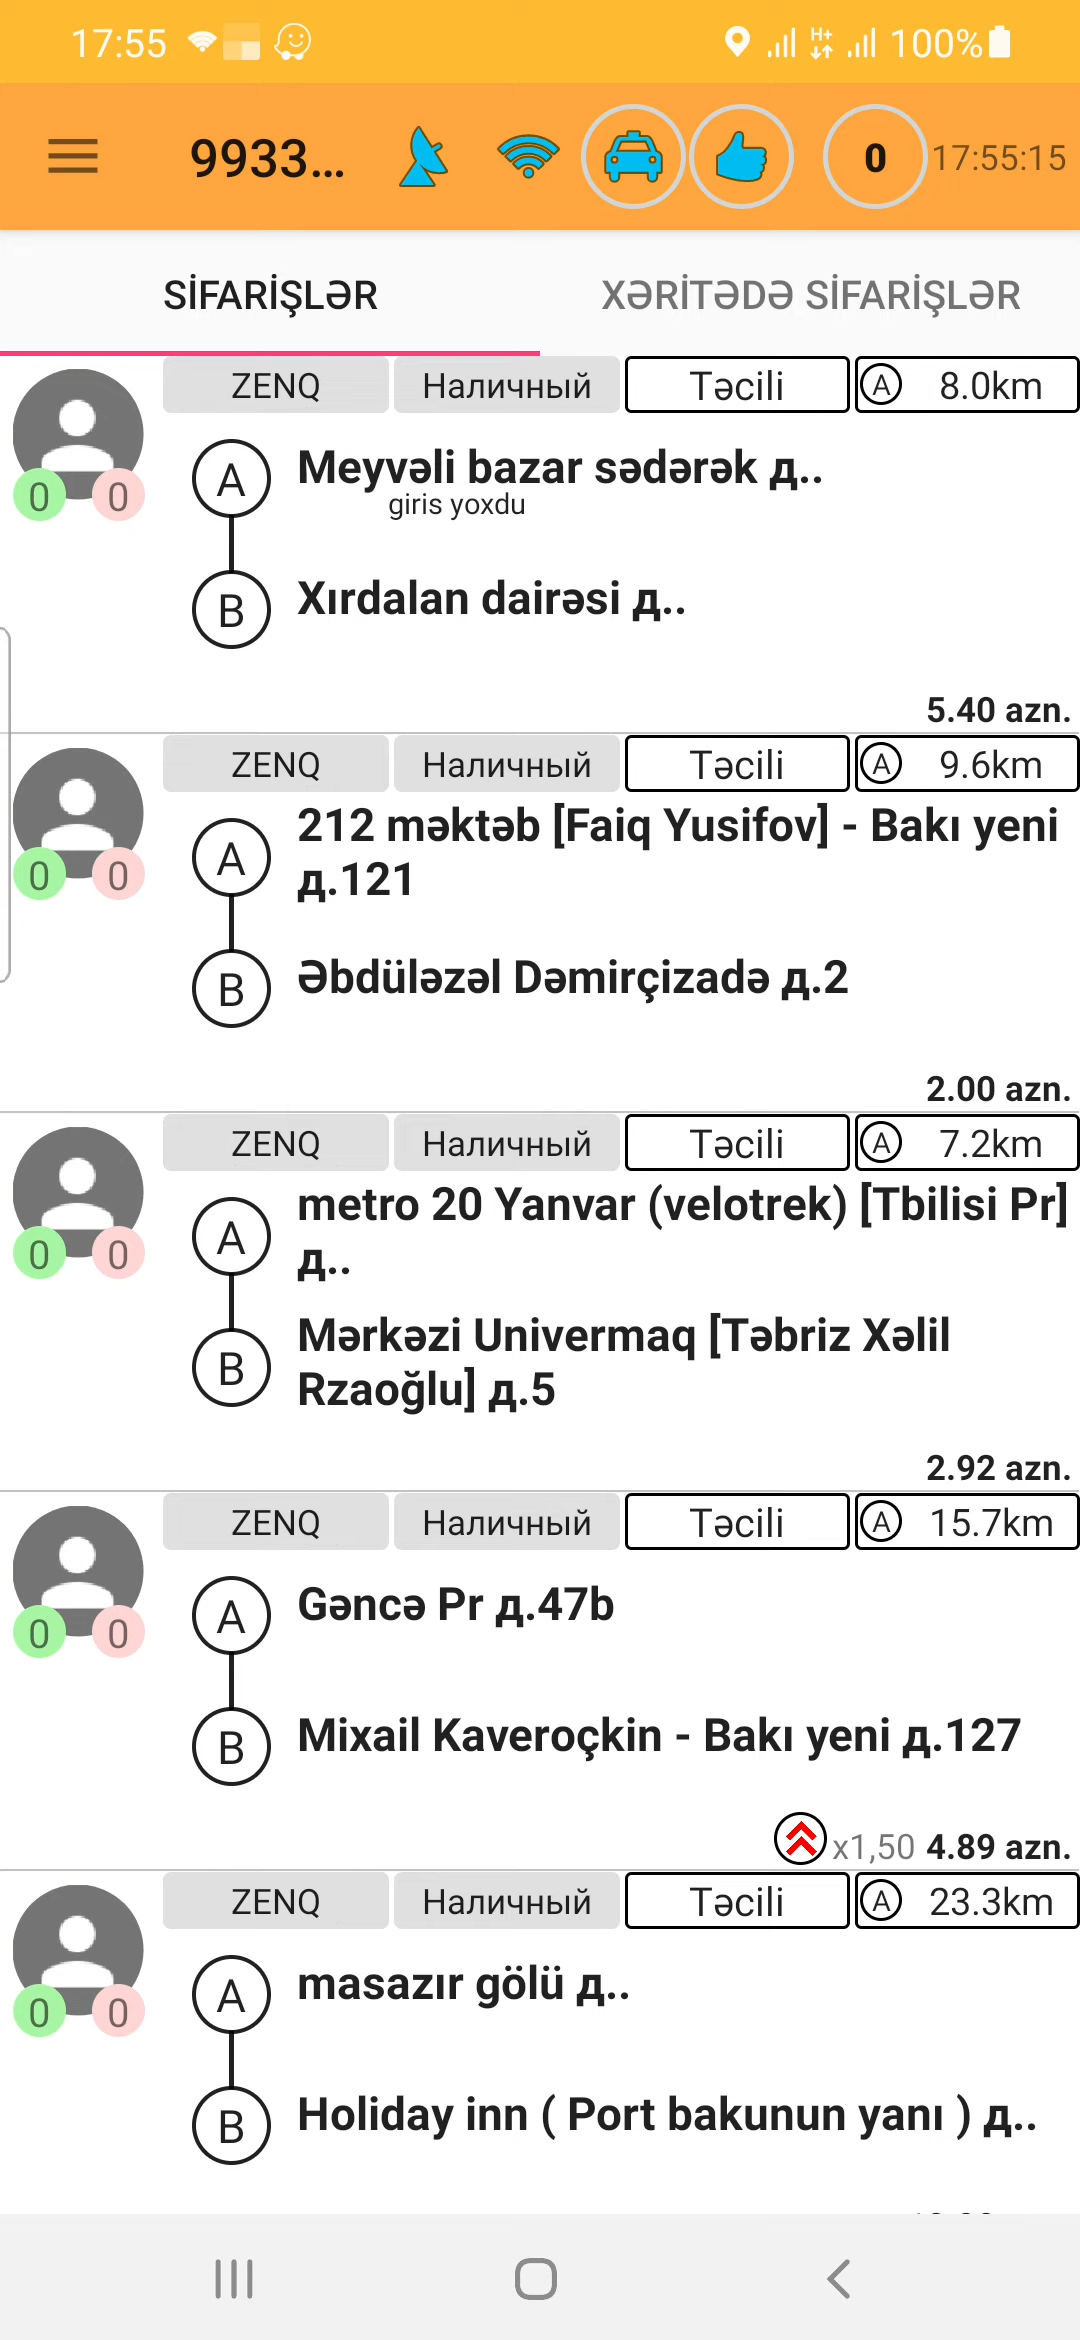 17:55
H+
100%
9933...
0
17:55:15
SİFARİŞLƏR
XƏRİTƏDƏ SİFARİŞLƏR
ZENQ
Наличный
Təcili
A 8.0km
0 0
A Meyvəli bazar sədərək д..
giris yoxdu
B Xırdalan dairəsi д..
5.40 azn.
ZENQ
Наличный
Təcili
A 9.6km
0 0
A 212 məktəb [Faiq Yusifov] - Bakı yeni
д.121
B Əbdüləzəl Dəmirçizadə д.2
2.00 azn.
ZENQ
Наличный
Təcili
A 7.2km
0 0
A metro 20 Yanvar (velotrek) [Tbilisi Pr]
д..
B Mərkəzi Univermaq [Təbriz Xəlil
Rzaoğlu] д.5
2.92 azn.
ZENQ
Наличный
Təcili
A 15.7km
0 0
A Gəncə Pr д.47b
B Mixail Kaveroçkin - Bakı yeni д.127
x1,50 4.89 azn.
ZENQ
Наличный
Təcili
A 23.3km
0 0
A masazır gölü д..
B Holiday inn ( Port bakunun yanı ) д..